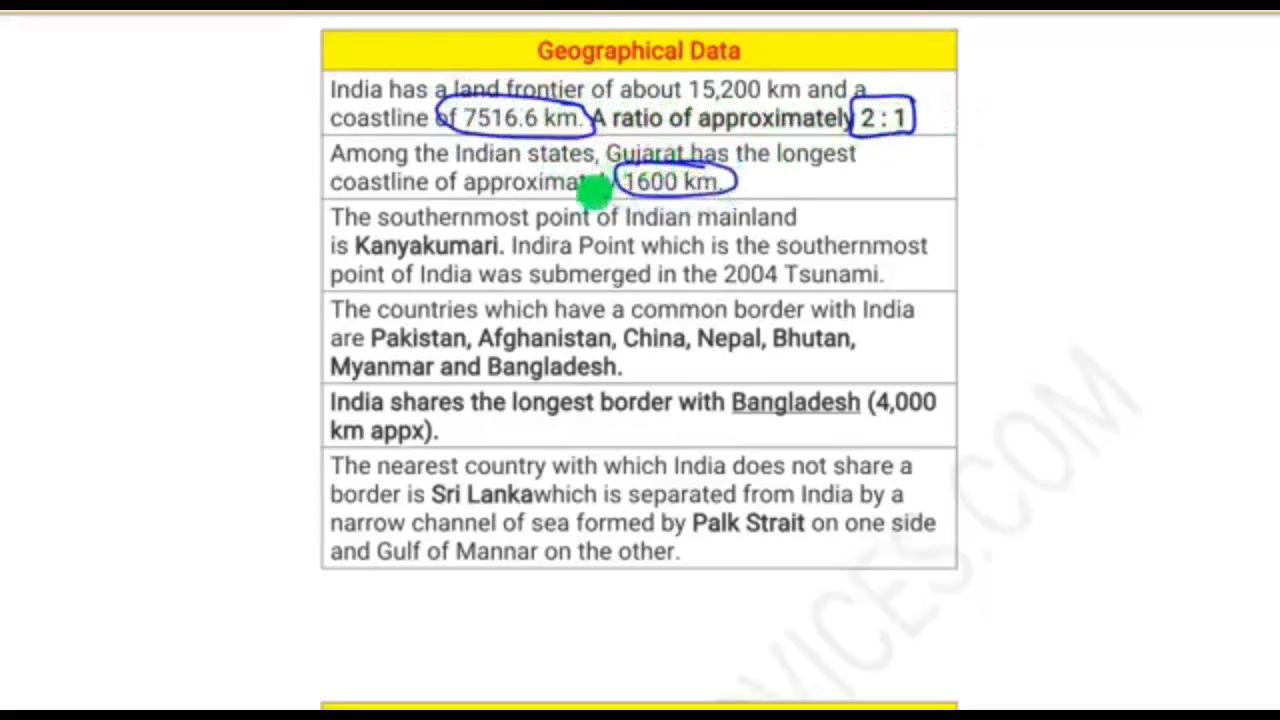 Geographical Data
India has a land frontier of about 15,200 km and a
coastline of 7516.6 km. A ratio of approximately 2 : 1
Among the Indian states, Gujarat has the longest
coastline of approximately 1600 km.
The southernmost point of Indian mainland
is Kanyakumari. Indira Point which is the southernmost
point of India was submerged in the 2004 Tsunami.
The countries which have a common border with India
are Pakistan, Afghanistan, China, Nepal, Bhutan,
Myanmar and Bangladesh.
India shares the longest border with Bangladesh (4,000
km appx).
The nearest country with which India does not share a
border is Sri Lankawhich is separated from India by a
narrow channel of sea formed by Palk Strait on one side
and Gulf of Mannar on the other.
VICES.COM